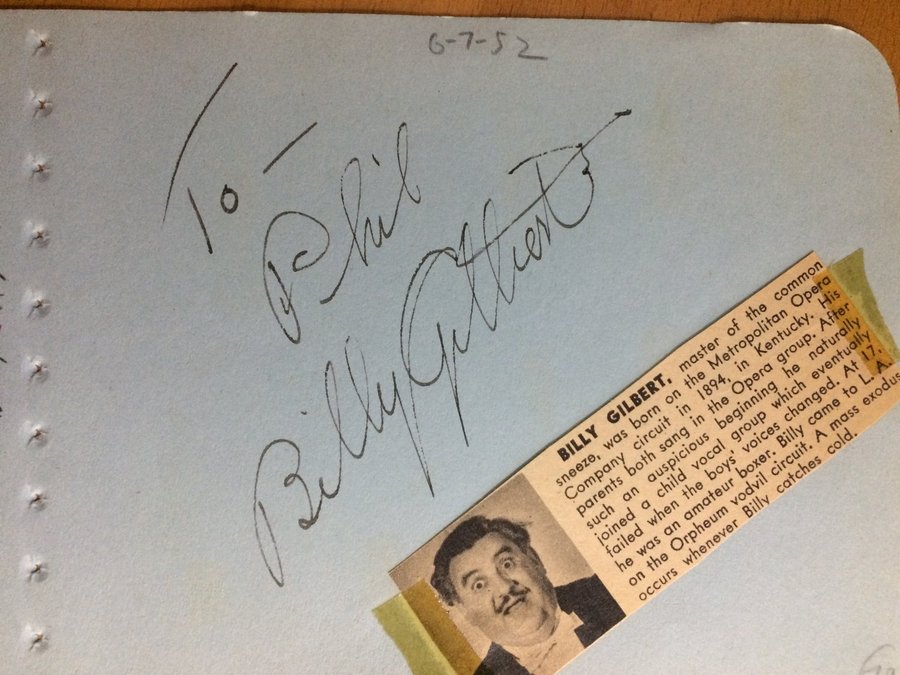 6-7-52
To —
Phil
Billy Gilbert
BILLY GILBERT, master of the common
sneeze, was born on the Metropolitan Opera
Company circuit in 1894, in Kentucky. His
parents both sang in the Opera group. After
such an auspicious beginning he naturally
joined a child vocal group which eventually
failed when the boys' voices changed. At 17,
he was an amateur boxer. Billy came to L. A.
on the Orpheum vodvil circuit. A mass exodus
occurs whenever Billy catches cold.